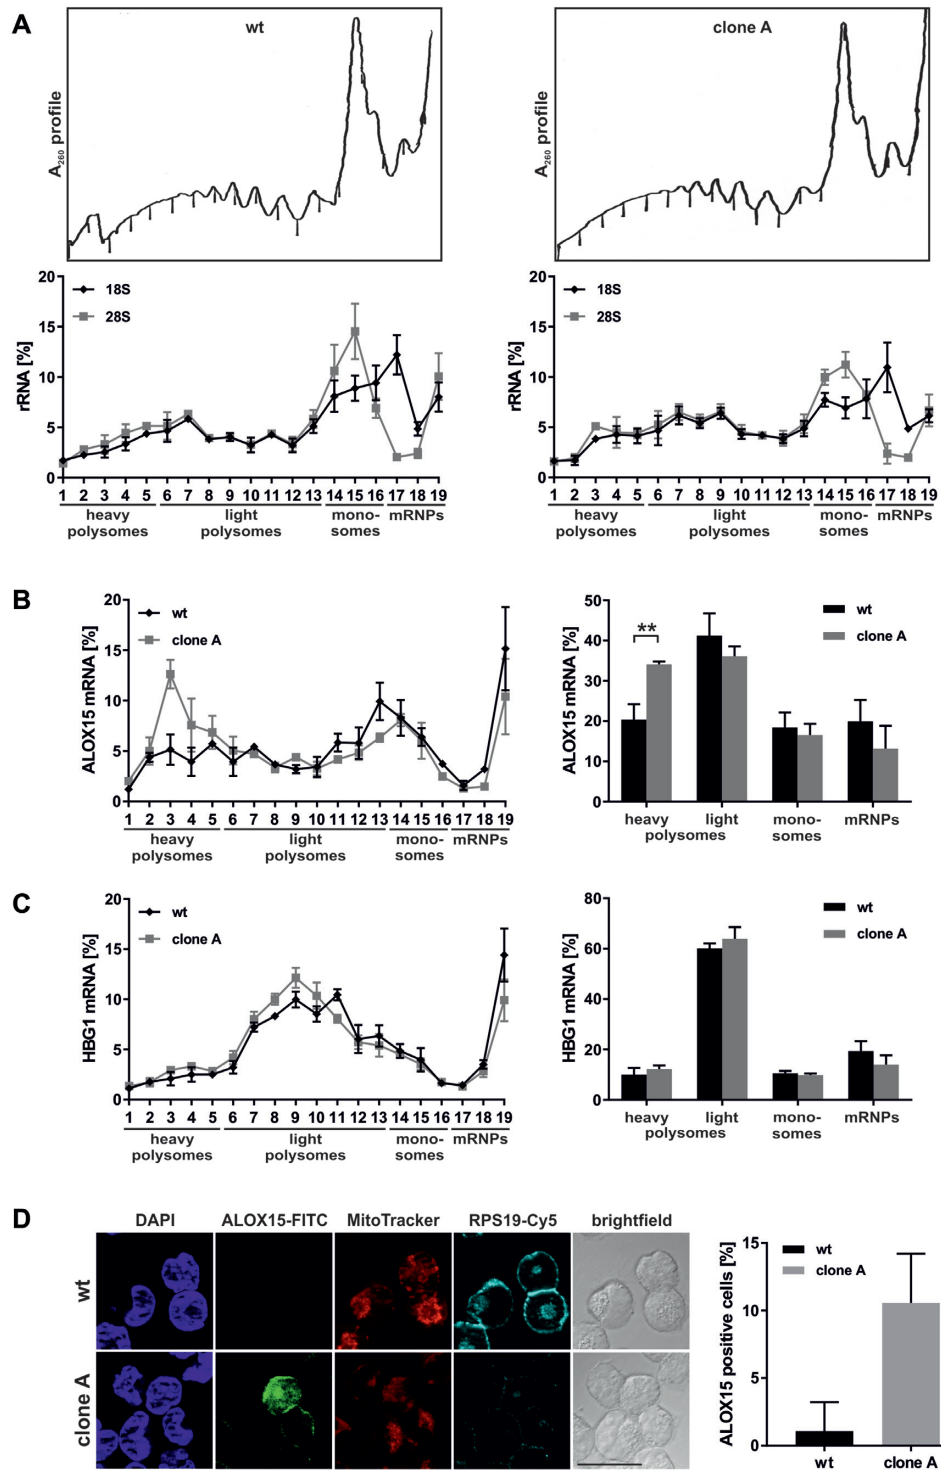 A
wt
clone A
A260 profile
A260 profile
20
15
10
5
0
rRNA [%]
18S
28S
1 2 3 4 5 6 7 8 9 10 11 12 13 14 15 16 17 18 19
heavy polysomes
light polysomes
mono-somes
mRNPs
20
15
10
5
0
rRNA [%]
18S
28S
1 2 3 4 5 6 7 8 9 10 11 12 13 14 15 16 17 18 19
heavy polysomes
light polysomes
mono-somes
mRNPs
B
20
15
10
5
0
ALOX15 mRNA [%]
wt
clone A
1 2 3 4 5 6 7 8 9 10 11 12 13 14 15 16 17 18 19
heavy polysomes
light polysomes
mono-somes
mRNPs
50
40
30
20
10
0
ALOX15 mRNA [%]
**
wt
clone A
heavy light mono- mRNPs
polysomes somes
C
20
15
10
5
0
HBG1 mRNA [%]
wt
clone A
1 2 3 4 5 6 7 8 9 10 11 12 13 14 15 16 17 18 19
heavy polysomes
light polysomes
mono-somes
mRNPs
80
60
40
20
0
HBG1 mRNA [%]
wt
clone A
heavy light mono- mRNPs
polysomes somes
D
DAPI ALOX15-FITC MitoTracker RPS19-Cy5 brightfield
wt
clone A
15
10
5
0
ALOX15 positive cells [%]
wt
clone A
wt clone A